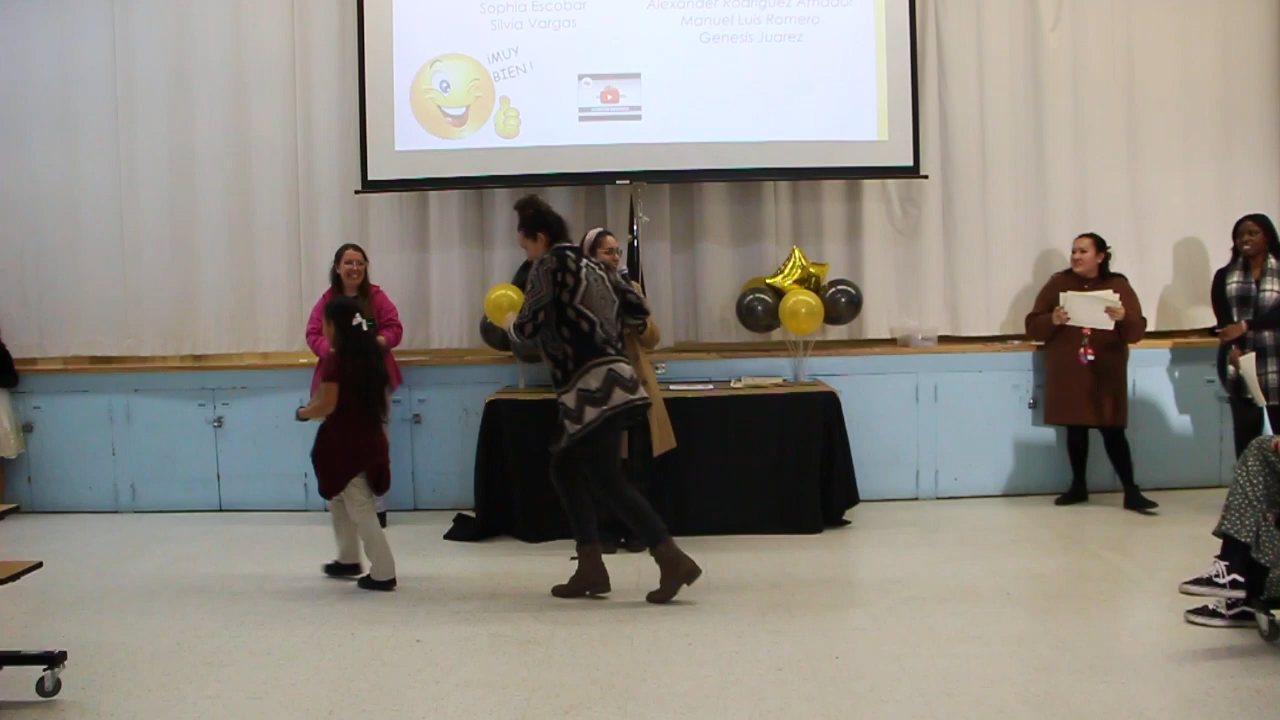 Sophia Escobar
Silvia Vargas
Alexander Rodriguez Amador
Manuel Luis Romero
Genesis Juarez
¡MUY
BIEN!